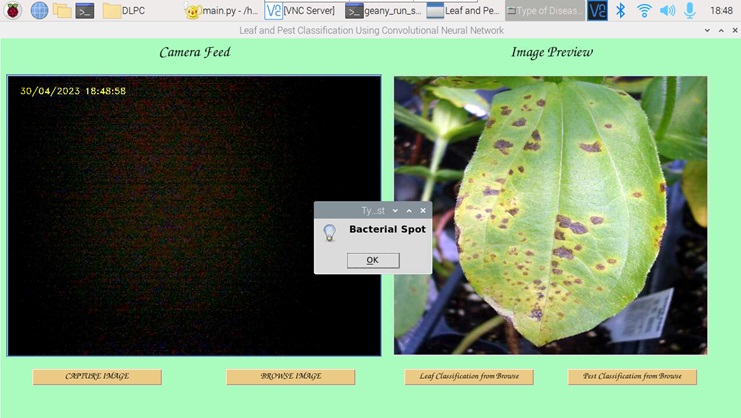 DLPC
main.py - /h...
[VNC Server]
geany_run_s...
Leaf and Pe...
Type of Diseas...
18:48
Leaf and Pest Classification Using Convolutional Neural Network
Camera Feed
Image Preview
30/04/2023 18:48:58
Ty...st
Bacterial Spot
OK
CAPTURE IMAGE
BROWSE IMAGE
Leaf Classification from Browse
Pest Classification from Browse